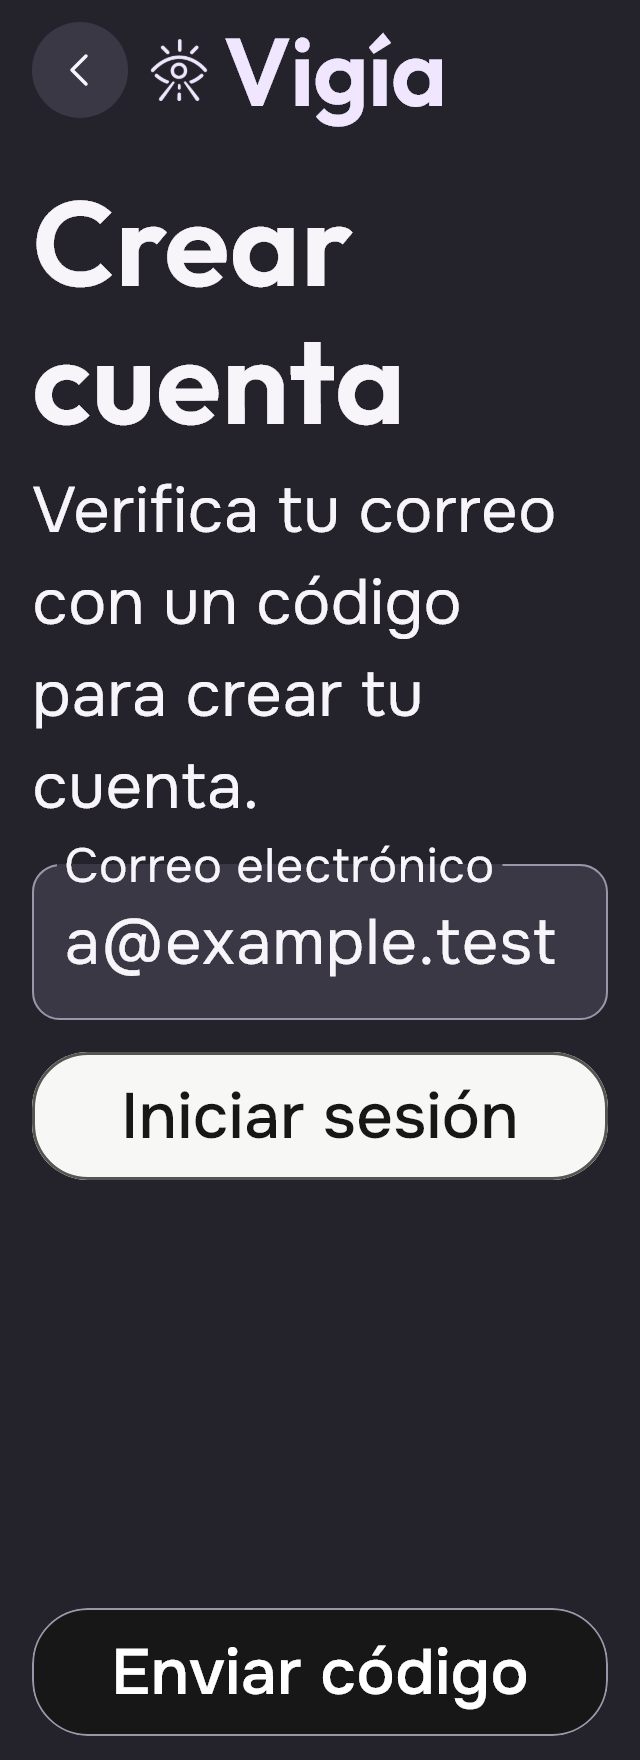 Vigía
Crear
cuenta
Verifica tu correo
con un código
para crear tu
cuenta.
Correo electrónico
a@example.test
Iniciar sesión
Enviar código